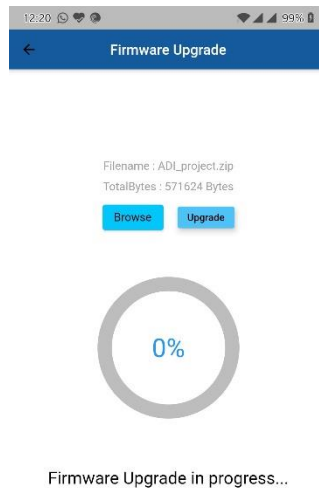 12:20 99%
Firmware Upgrade
Filename : ADI_project.zip
TotalBytes : 571624 Bytes
Browse Upgrade
0%
Firmware Upgrade in progress...